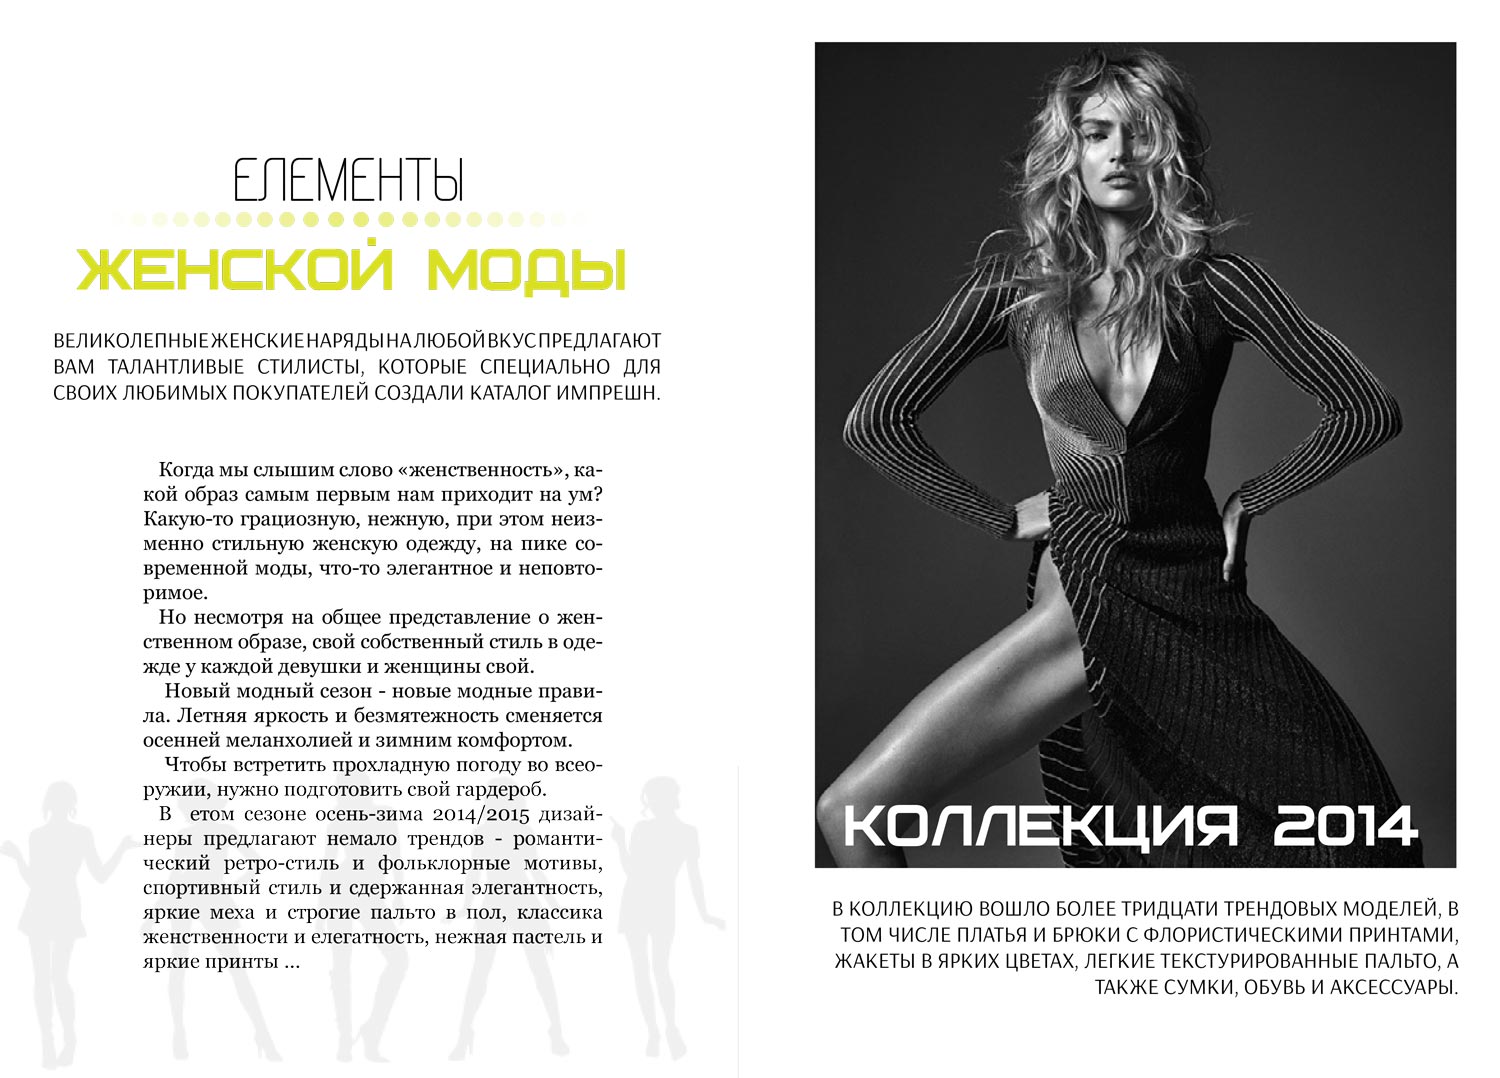 ЕЛЕМЕНТЫ
ЖЕНСКОЙ МОДЫ
ВЕЛИКОЛЕПНЫЕ ЖЕНСКИЕ НАРЯДЫ НА ЛЮБОЙ ВКУС ПРЕДЛАГАЮТ
ВАМ ТАЛАНТЛИВЫЕ СТИЛИСТЫ, КОТОРЫЕ СПЕЦИАЛЬНО ДЛЯ
СВОИХ ЛЮБИМЫХ ПОКУПАТЕЛЕЙ СОЗДАЛИ КАТАЛОГ ИМПРЕШН.
Когда мы слышим слово «женственность», ка-
кой образ самым первым нам приходит на ум?
Какую-то грациозную, нежную, при этом неиз-
менно стильную женскую одежду, на пике со-
временной моды, что-то элегантное и неповто-
римое.
Но несмотря на общее представление о жен-
ственном образе, свой собственный стиль в оде-
жде у каждой девушки и женщины свой.
Новый модный сезон - новые модные прави-
ла. Летняя яркость и безмятежность сменяется
осенней меланхолией и зимним комфортом.
Чтобы встретить прохладную погоду во все-
оружии, нужно подготовить свой гардероб.
В етом сезоне осень-зима 2014/2015 дизай-
неры предлагают немало трендов - романти-
ческий ретро-стиль и фольклорные мотивы,
спортивный стиль и сдержанная элегантность,
яркие меха и строгие пальто в пол, классика
женственности и елегатность, нежная пастель и
яркие принты ...
КОЛЛЕКЦИЯ 2014
В КОЛЛЕКЦИЮ ВОШЛО БОЛЕЕ ТРИДЦАТИ ТРЕНДОВЫХ МОДЕЛЕЙ, В
ТОМ ЧИСЛЕ ПЛАТЬЯ И БРЮКИ С ФЛОРИСТИЧЕСКИМИ ПРИНТАМИ,
ЖАКЕТЫ В ЯРКИХ ЦВЕТАХ, ЛЕГКИЕ ТЕКСТУРИРОВАННЫЕ ПАЛЬТО, А
ТАКЖЕ СУМКИ, ОБУВЬ И АКСЕССУАРЫ.